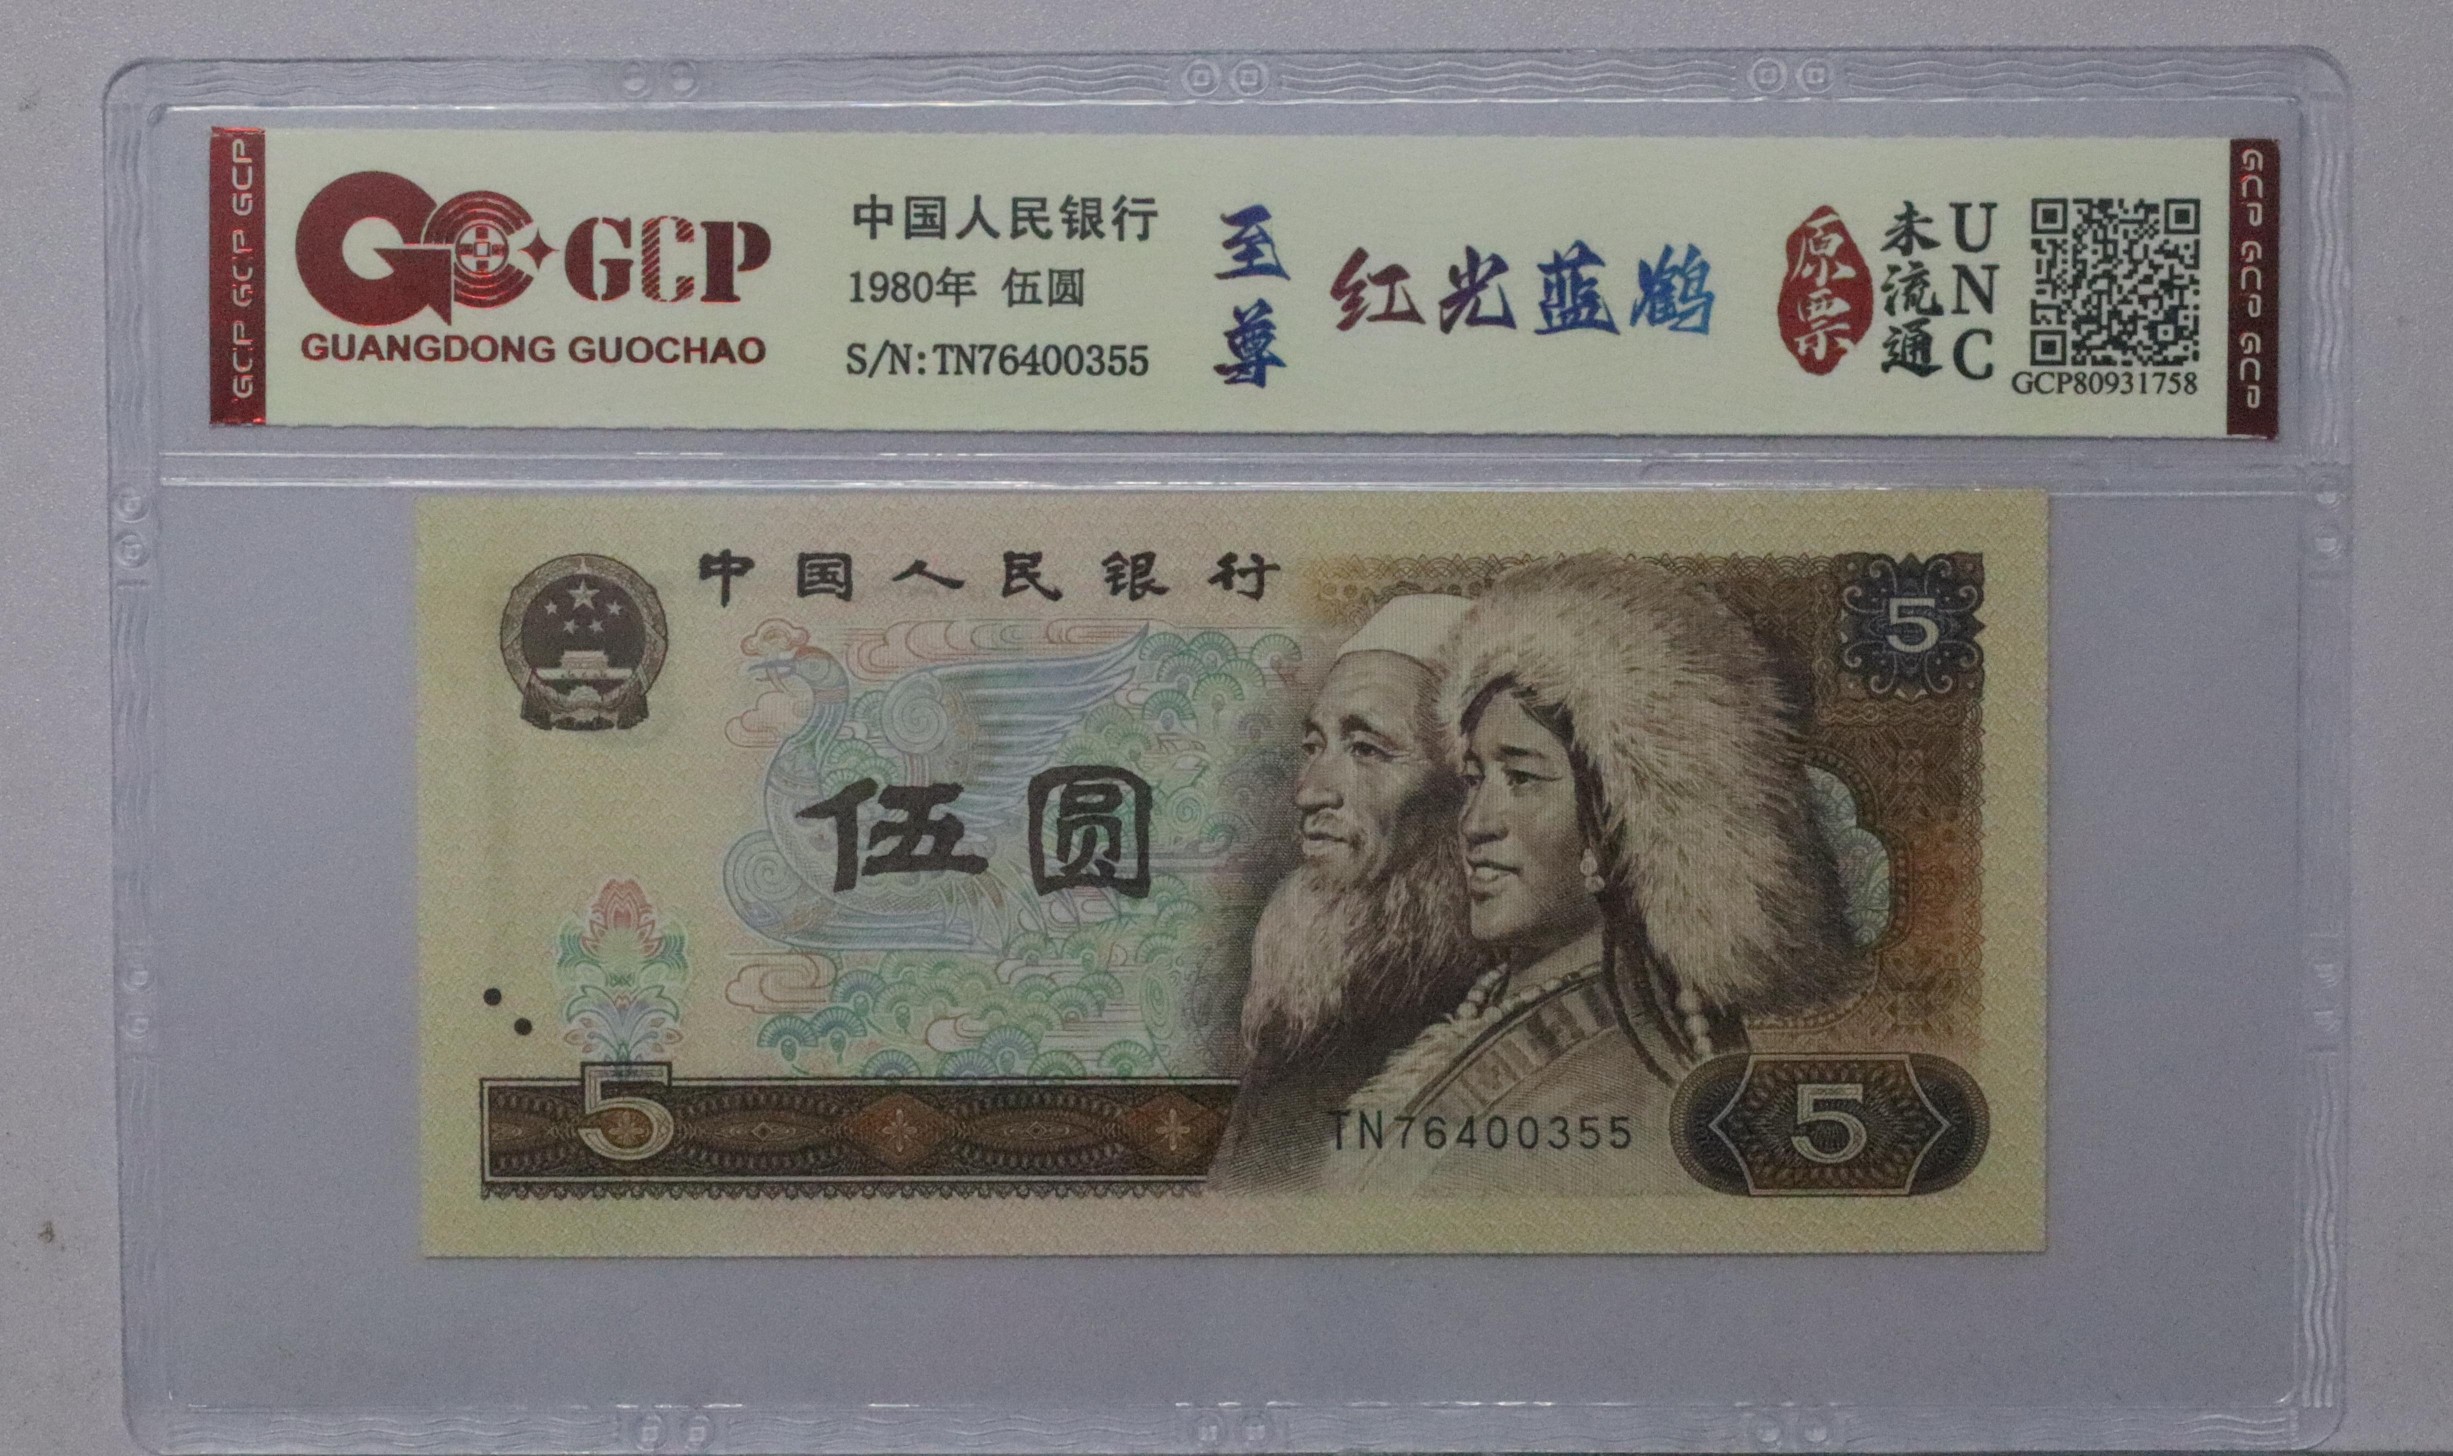 GCP GCP GCP
GCP
GUANGDONG GUOCHAO
中国人民银行
1980年 伍圆
S/N:TN76400355
至尊
红光蓝鹤
原票
未流通
UNC
GCP80931758
GCP GCP GCP
中国人民银行
5
伍圆
5
TN76400355
5